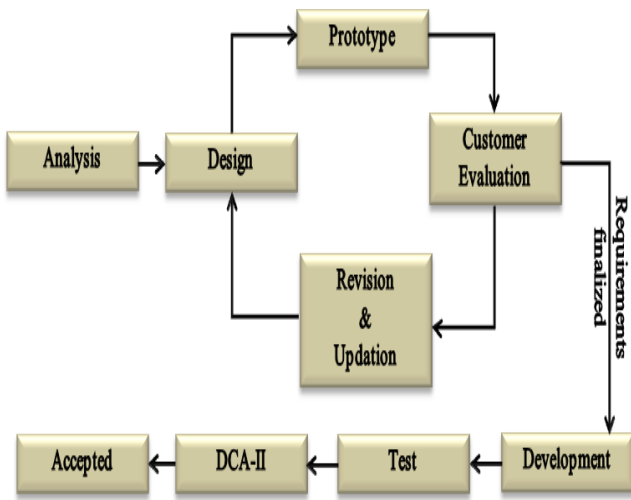 Prototype
Analysis
Design
Customer
Evaluation
Requirements
finalized
Revision
&
Updation
Accepted
DCA-II
Test
Development